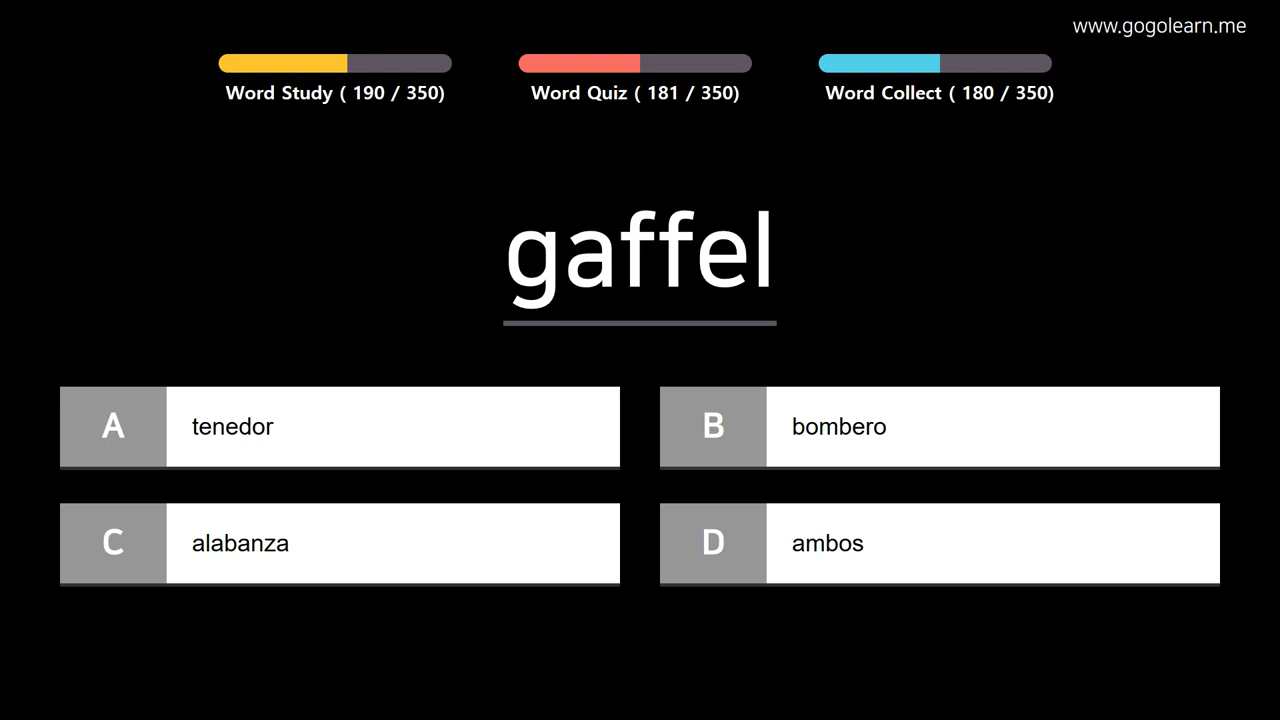 www.gogolearn.me
Word Study ( 190 / 350)
Word Quiz ( 181 / 350)
Word Collect ( 180 / 350)
gaffel
A tenedor
B bombero
C alabanza
D ambos